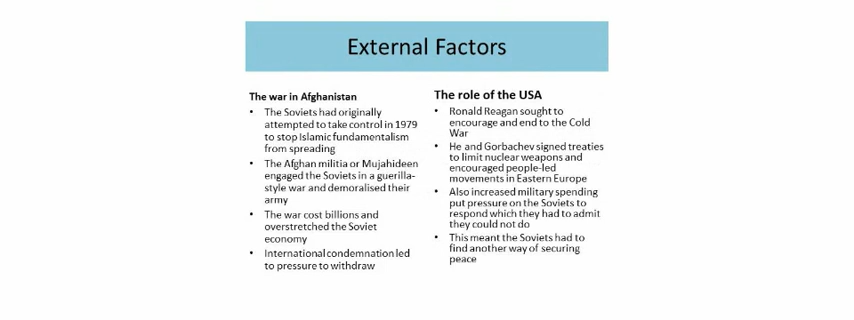 External Factors
The war in Afghanistan
• The Soviets had originally
attempted to take control in 1979
to stop Islamic fundamentalism
from spreading
• The Afghan militia or Mujahideen
engaged the Soviets in a guerilla-
style war and demoralised their
army
• The war cost billions and
overstretched the Soviet
economy
• International condemnation led
to pressure to withdraw
The role of the USA
• Ronald Reagan sought to
encourage and end to the Cold
War
• He and Gorbachev signed treaties
to limit nuclear weapons and
encouraged people-led
movements in Eastern Europe
• Also increased military spending
put pressure on the Soviets to
respond which they had to admit
they could not do
• This meant the Soviets had to
find another way of securing
peace